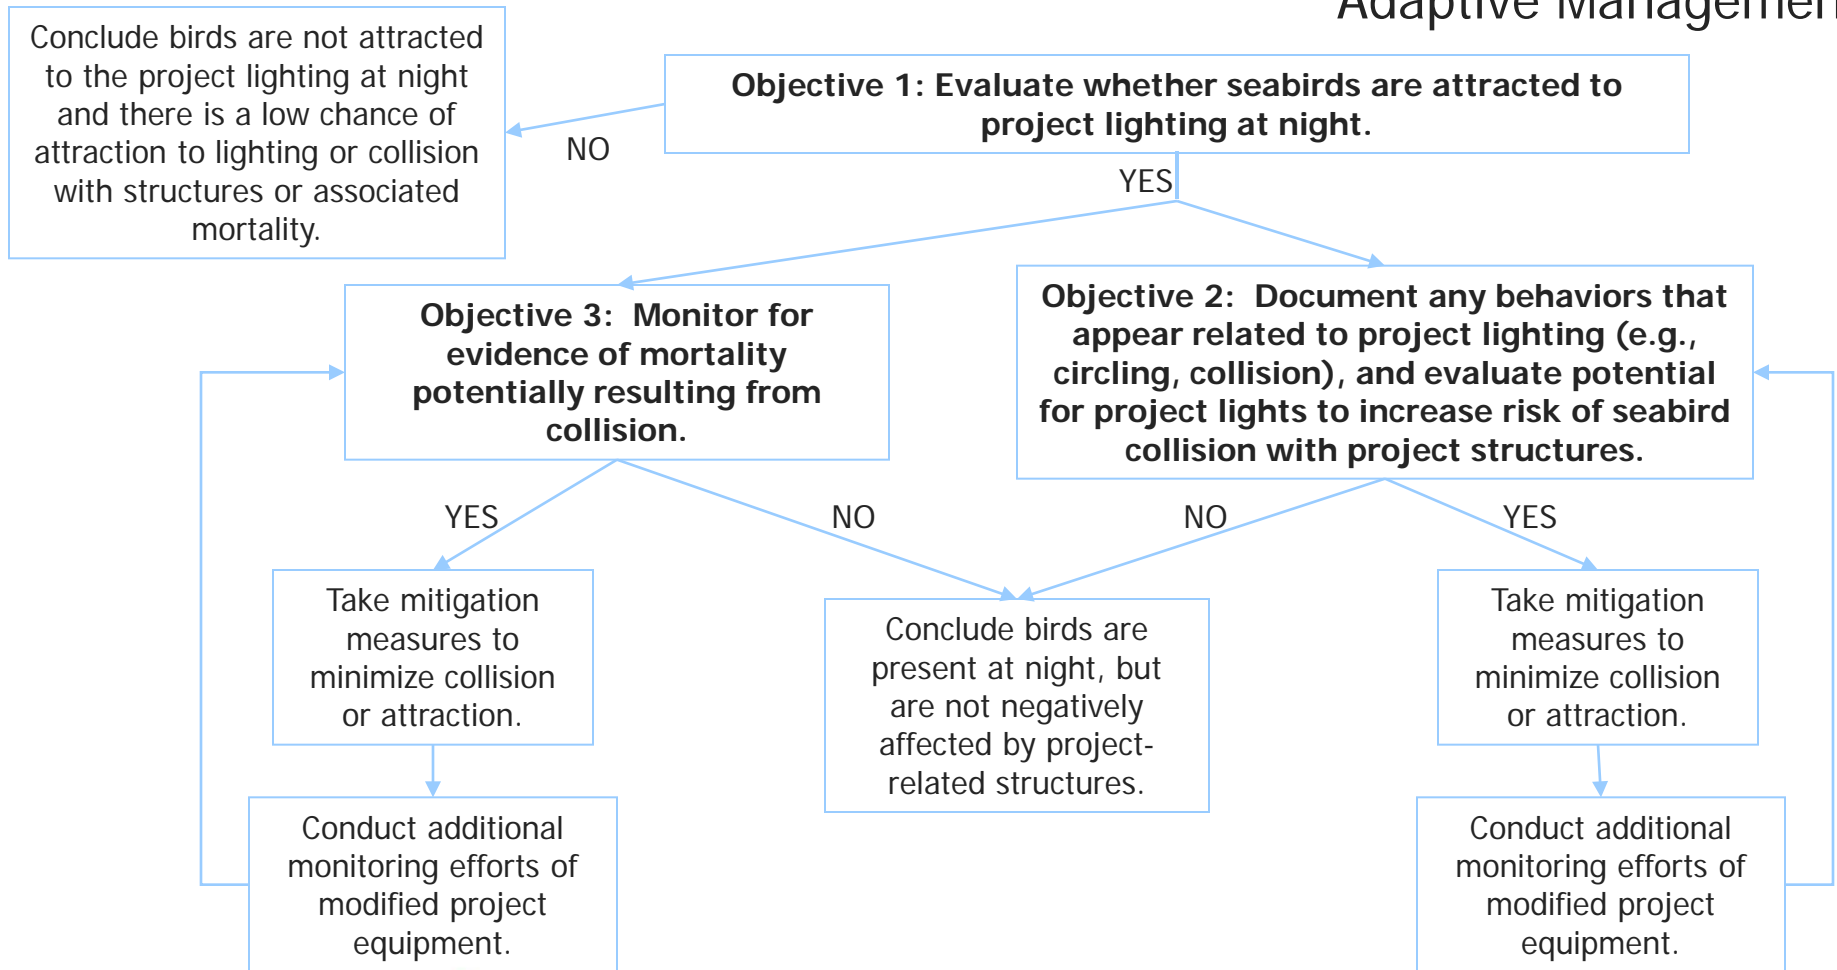 Adaptive Managemen
Conclude birds are not attracted
to the project lighting at night
and there is a low chance of
attraction to lighting or collision
with structures or associated
mortality.
Objective 1: Evaluate whether seabirds are attracted to
project lighting at night.
NO
YES
Objective 3:  Monitor for
evidence of mortality
potentially resulting from
collision.
Objective 2:  Document any behaviors that
appear related to project lighting (e.g.,
circling, collision), and evaluate potential
for project lights to increase risk of seabird
collision with project structures.
YES
NO
NO
YES
Take mitigation
measures to
minimize collision
or attraction.
Conclude birds are
present at night, but
are not negatively
affected by project-
related structures.
Take mitigation
measures to
minimize collision
or attraction.
Conduct additional
monitoring efforts of
modified project
equipment.
Conduct additional
monitoring efforts of
modified project
equipment.